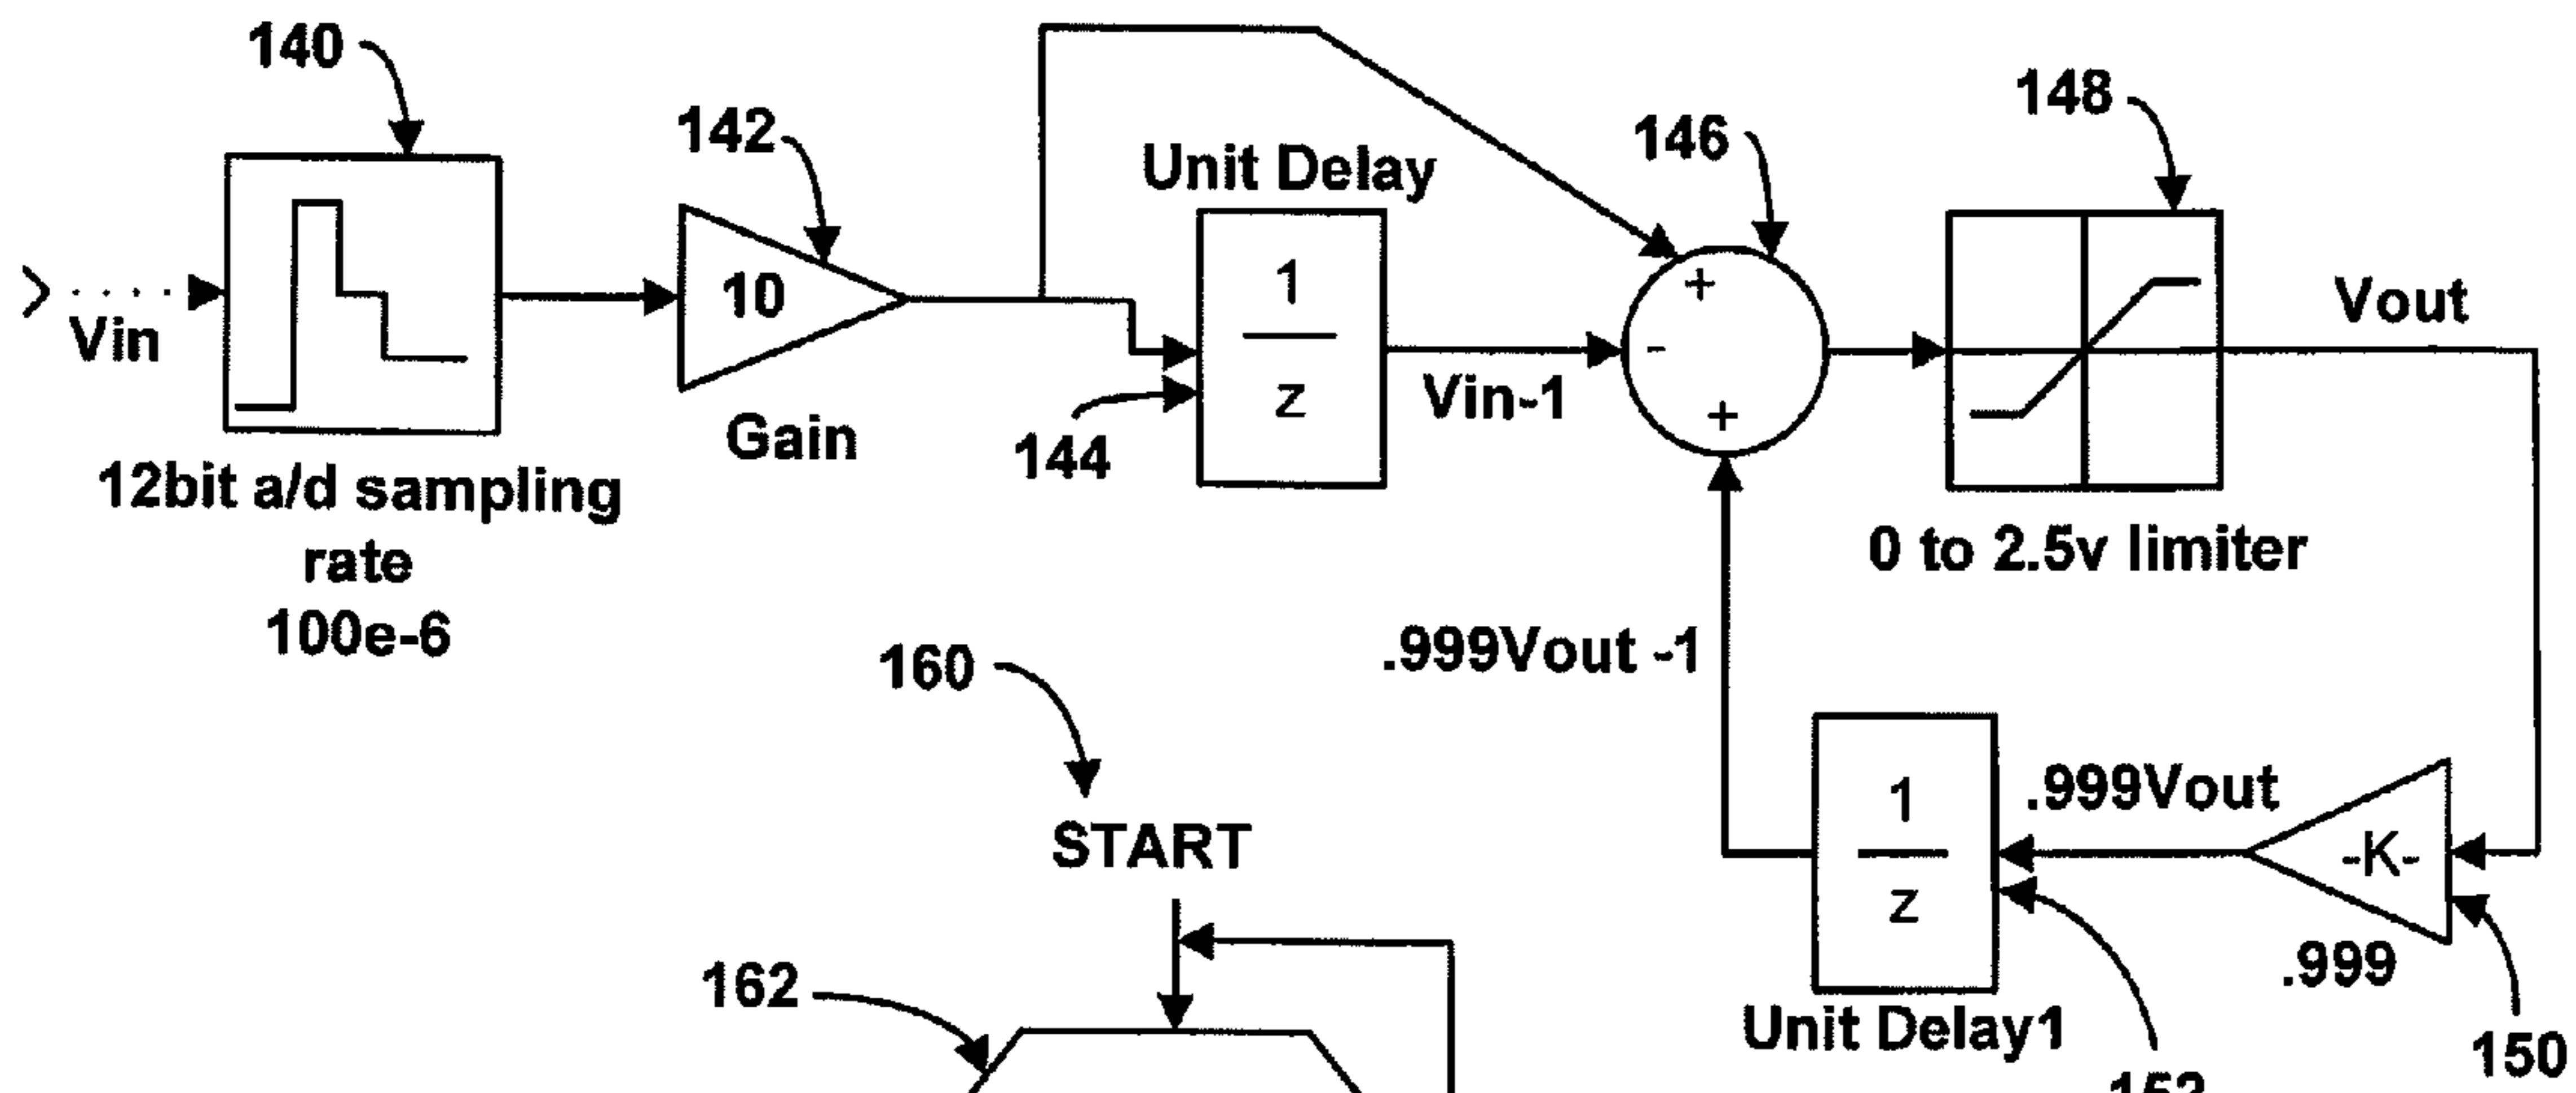 140
142
Unit Delay
146
148
10
1
z
+
-
+
Vin
Vin-1
Vout
Gain
144
12bit a/d sampling
rate
100e-6
0 to 2.5v limiter
.999Vout -1
160
START
162
1
z
.999Vout
-K-
.999
Unit Delay1
150